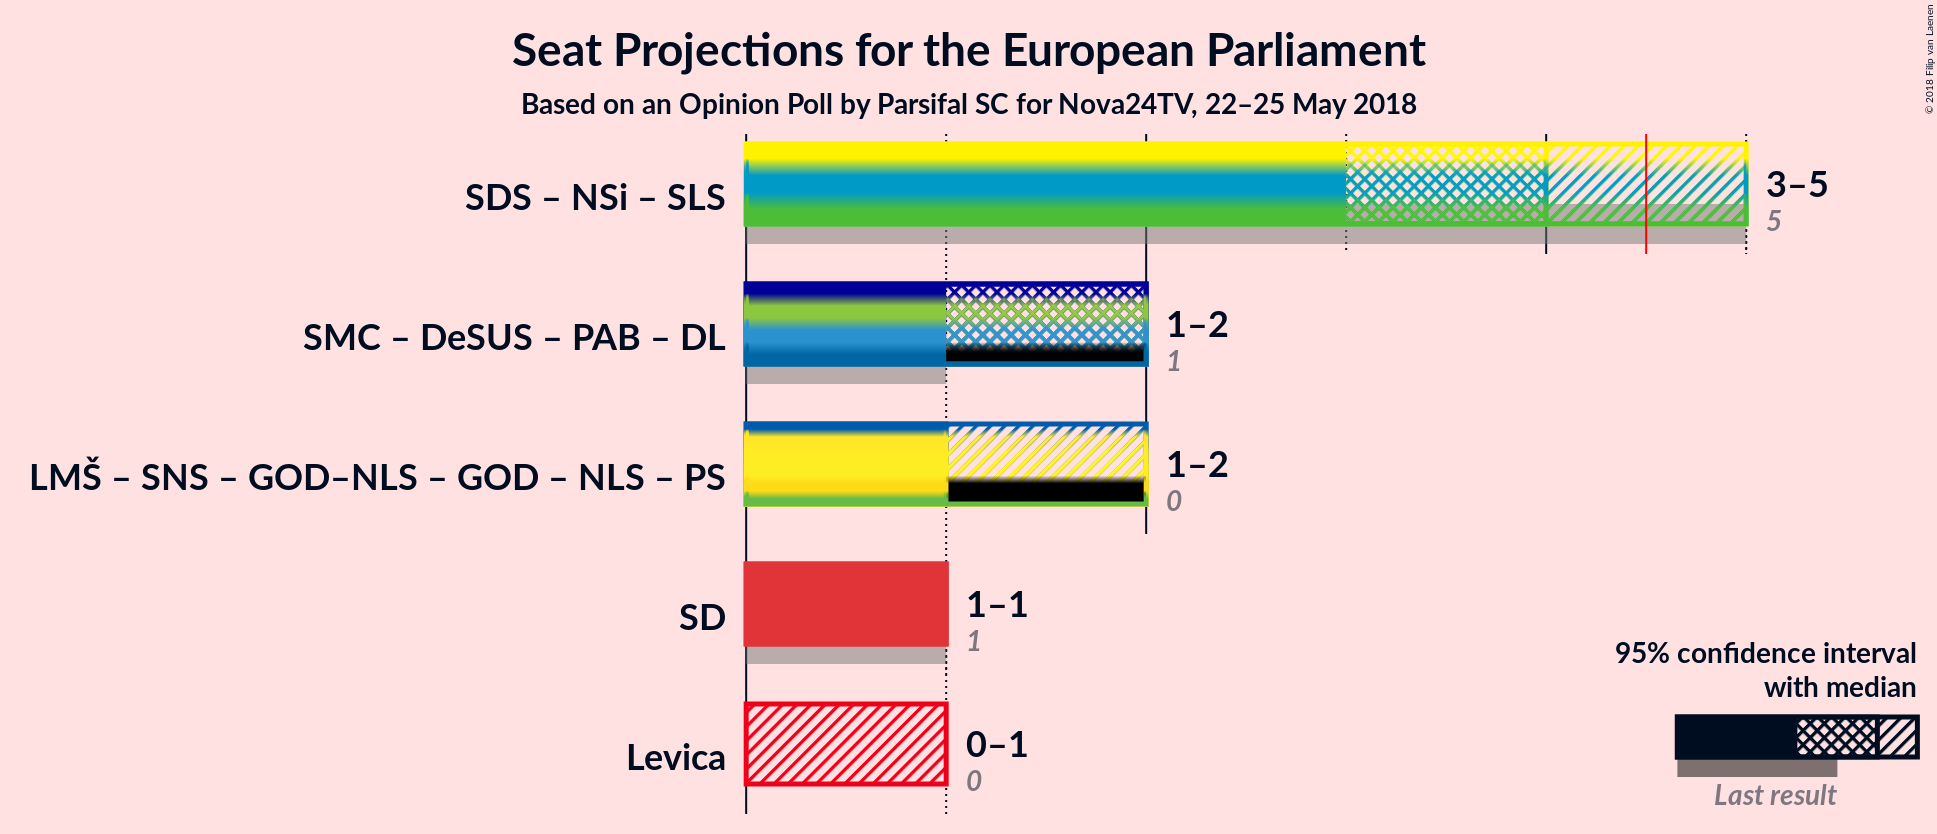 Seat Projections for the European Parliament
Based on an Opinion Poll by Parsifal SC for Nova24TV, 22–25 May 2018
© 2018 Filip van Laenen
SDS – NSi – SLS
3–5
5
SMC – DeSUS – PAB – DL
1–2
1
LMŠ – SNS – GOD–NLS – GOD – NLS – PS
1–2
0
SD
1–1
1
Levica
0–1
0
95% confidence interval
with median
Last result